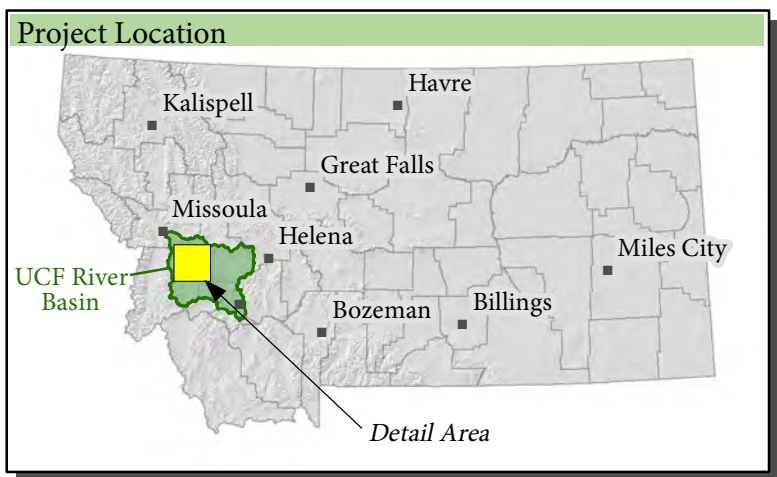 Project Location
Havre
Kalispell
Great Falls
Missoula
Helena
Miles City
UCF River
Basin
Bozeman
Billings
Detail Area